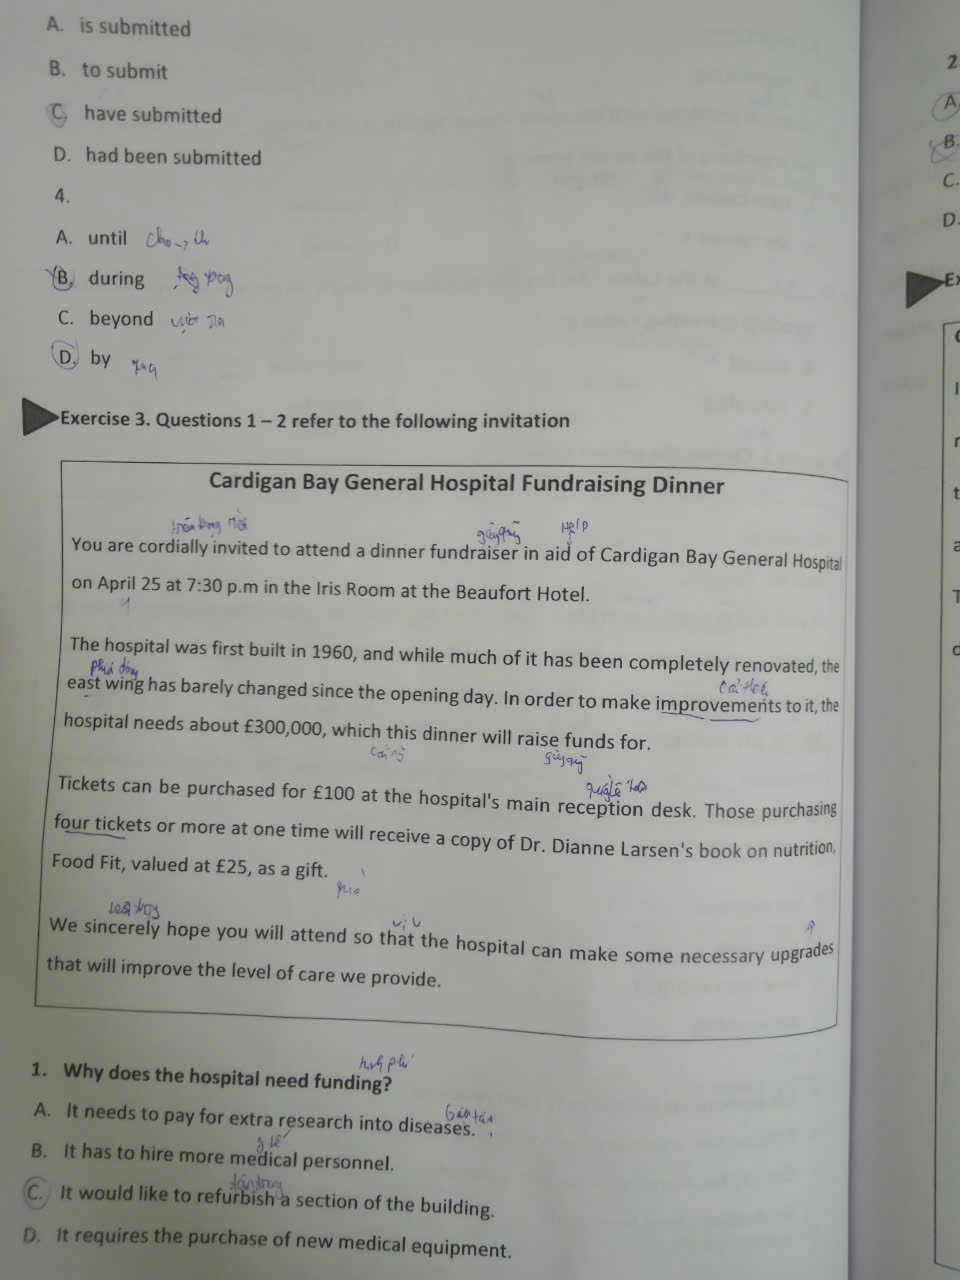 A. is submitted
B. to submit
C. have submitted
D. had been submitted
4.
A. until
B. during
C. beyond
D. by
Exercise 3. Questions 1 – 2 refer to the following invitation
Cardigan Bay General Hospital Fundraising Dinner
gây quỹ Help
You are cordially invited to attend a dinner fundraiser in aid of Cardigan Bay General Hospital
on April 25 at 7:30 p.m in the Iris Room at the Beaufort Hotel.
4
The hospital was first built in 1960, and while much of it has been completely renovated, the
phía đông
east wing has barely changed since the opening day. In order to make improvements to it, the
hospital needs about £300,000, which this dinner will raise funds for.
gây quỹ
Tickets can be purchased for £100 at the hospital's main reception desk. Those purchasing
four tickets or more at one time will receive a copy of Dr. Dianne Larsen's book on nutrition,
Food Fit, valued at £25, as a gift.
We sincerely hope you will attend so that the hospital can make some necessary upgrades
that will improve the level of care we provide.
1. Why does the hospital need funding?
A. It needs to pay for extra research into diseases.
y tế
B. It has to hire more medical personnel.
C. It would like to refurbish a section of the building.
D. It requires the purchase of new medical equipment.
2
A
B.
C.
D.
Ex